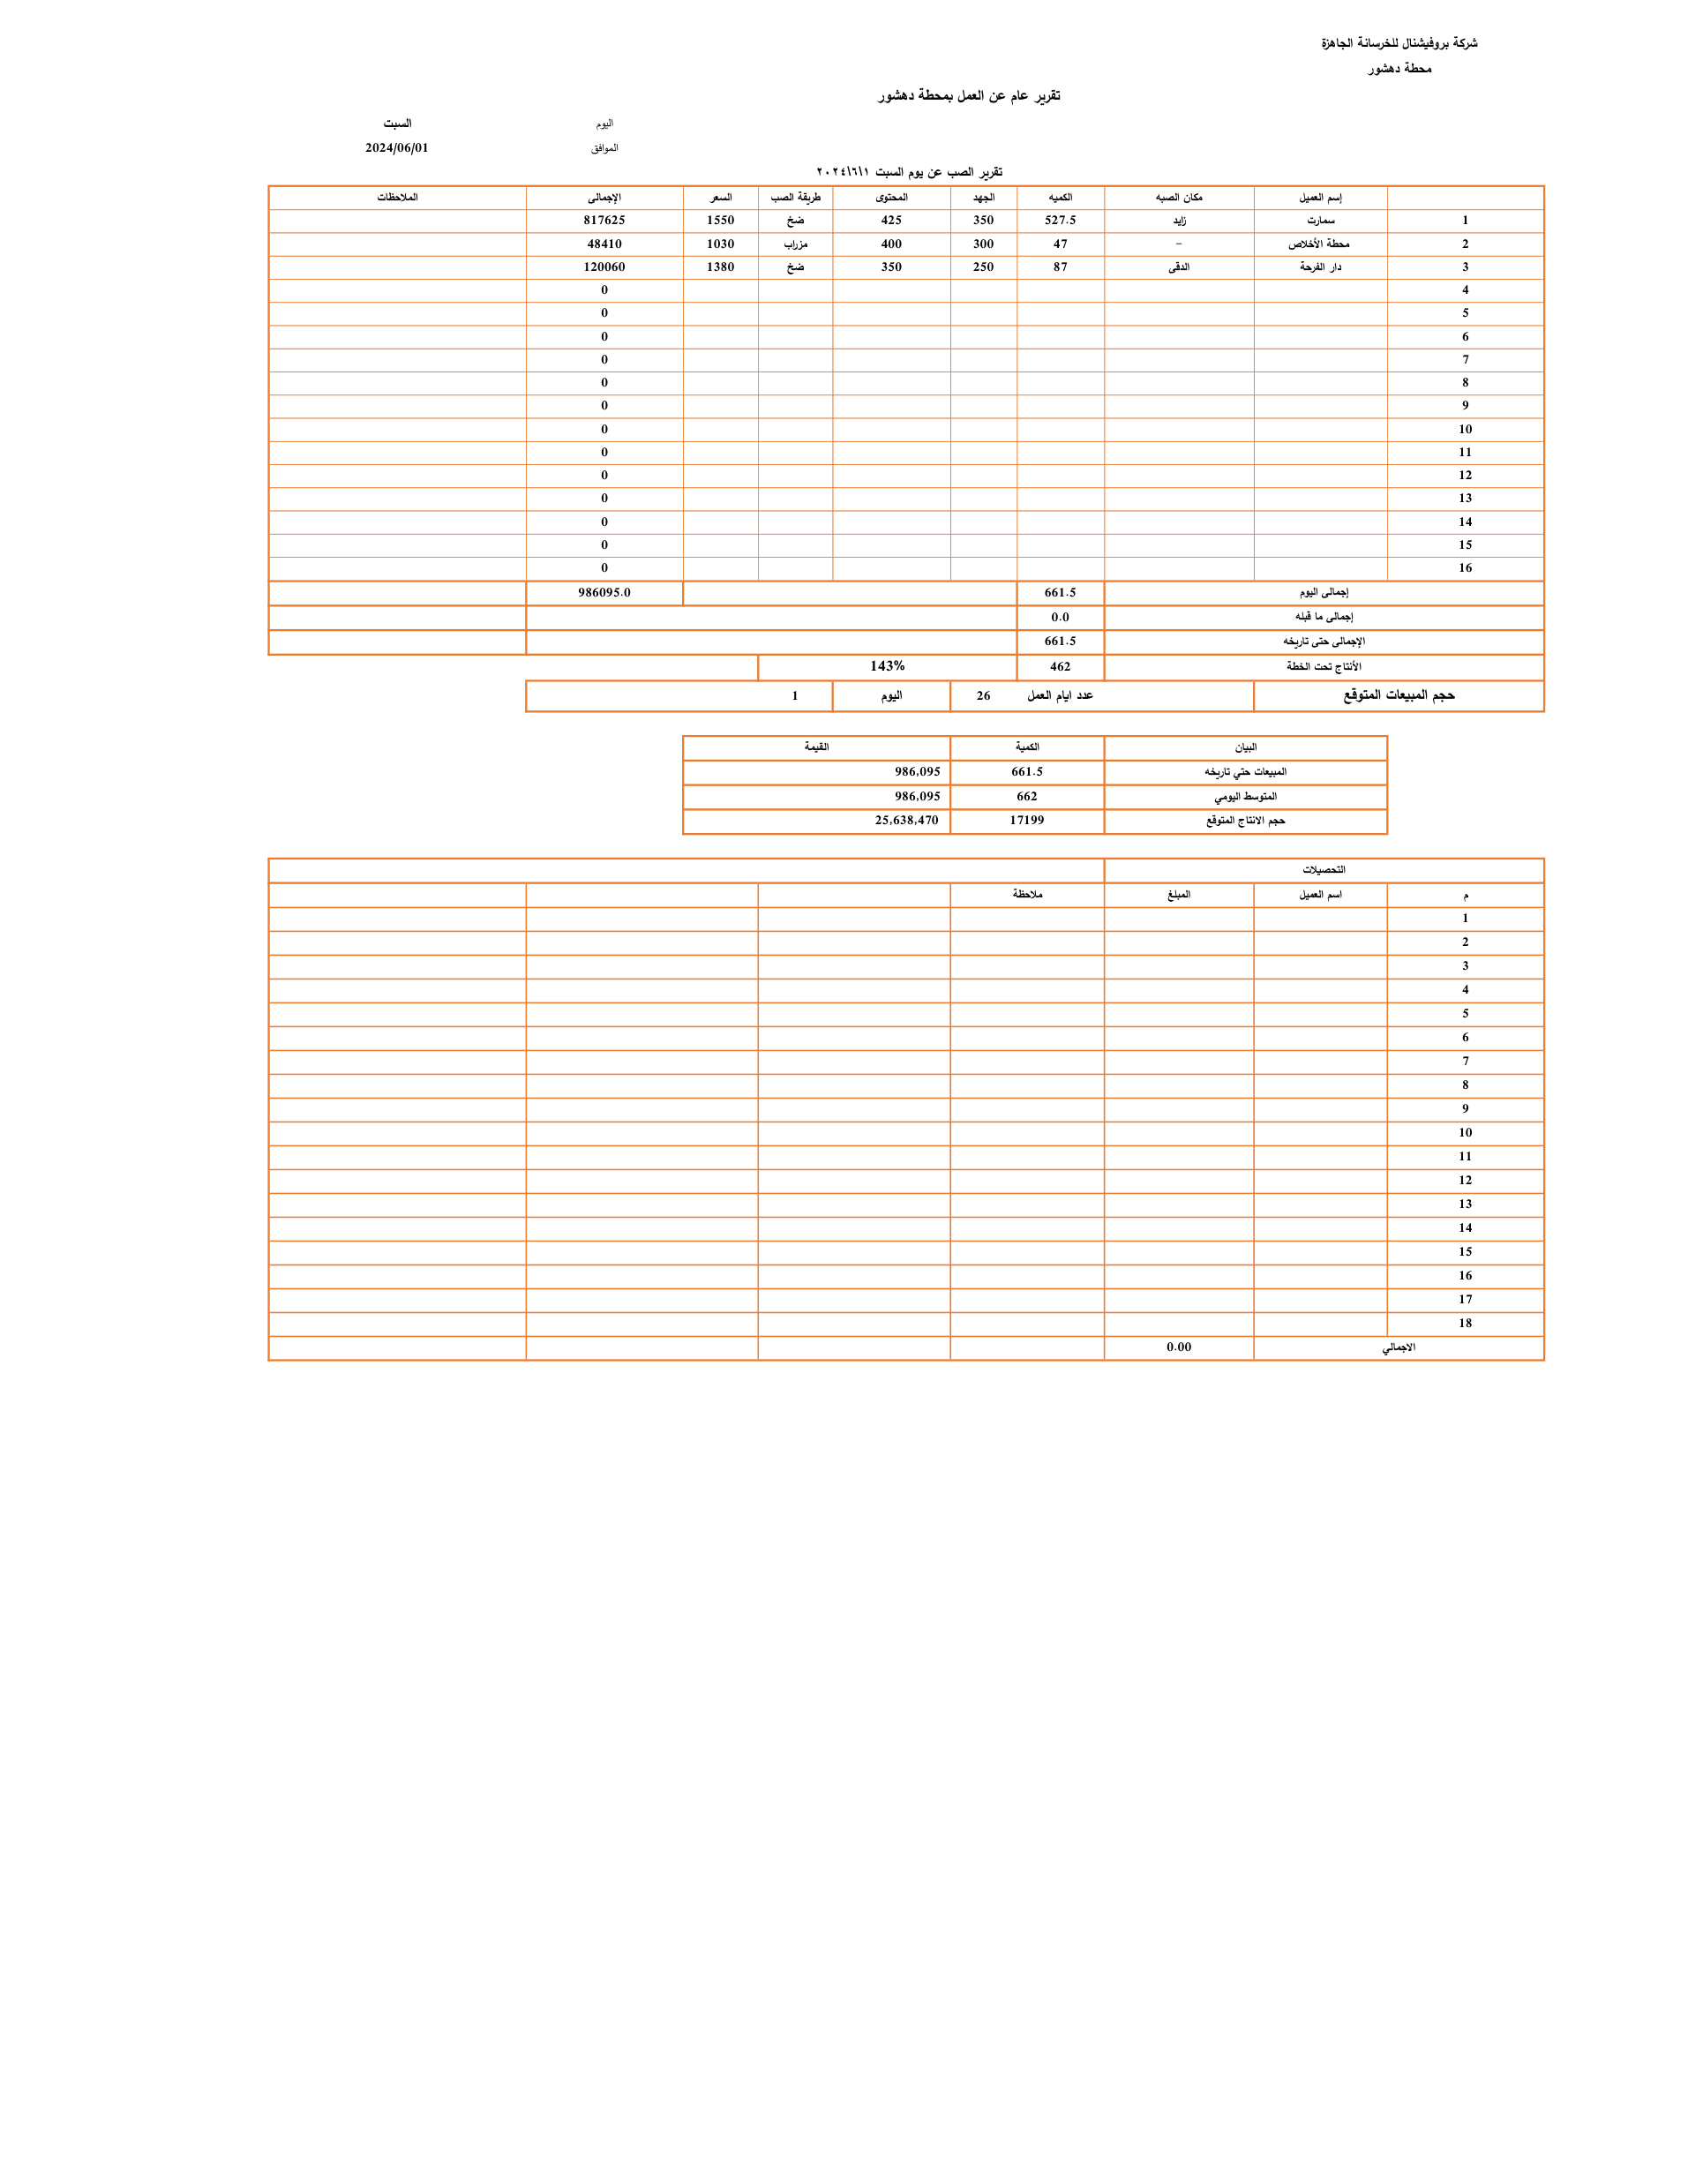 شركة بروفيشنال للخرسانة الجاهزة
محطة دهشور
تقرير عام عن العمل بمحطة دهشور
اليوم السبت
الموافق 2024/06/01
تقرير الصب عن يوم السبت ٢٠٢٤\٦\١
إسم العميل مكان الصبه الكميه الجهد المحتوى طريقة الصب السعر الإجمالى الملاحظات
1 سمارت زايد 527.5 350 425 ضخ 1550 817625
2 محطة الأخلاص - 47 300 400 مزراب 1030 48410
3 دار الفرحة الدقى 87 250 350 ضخ 1380 120060
4 0
5 0
6 0
7 0
8 0
9 0
10 0
11 0
12 0
13 0
14 0
15 0
16 0
إجمالى اليوم 661.5 986095.0
إجمالى ما قبله 0.0
الإجمالى حتى تاريخه 661.5
الأنتاج تحت الخطة 462 143%
حجم المبيعات المتوقع عدد ايام العمل 26 اليوم 1
البيان الكمية القيمة
المبيعات حتي تاريخه 661.5 986,095
المتوسط اليومي 662 986,095
حجم الانتاج المتوقع 17199 25,638,470
التحصيلات
م اسم العميل المبلغ ملاحظة
1
2
3
4
5
6
7
8
9
10
11
12
13
14
15
16
17
18
الاجمالي 0.00